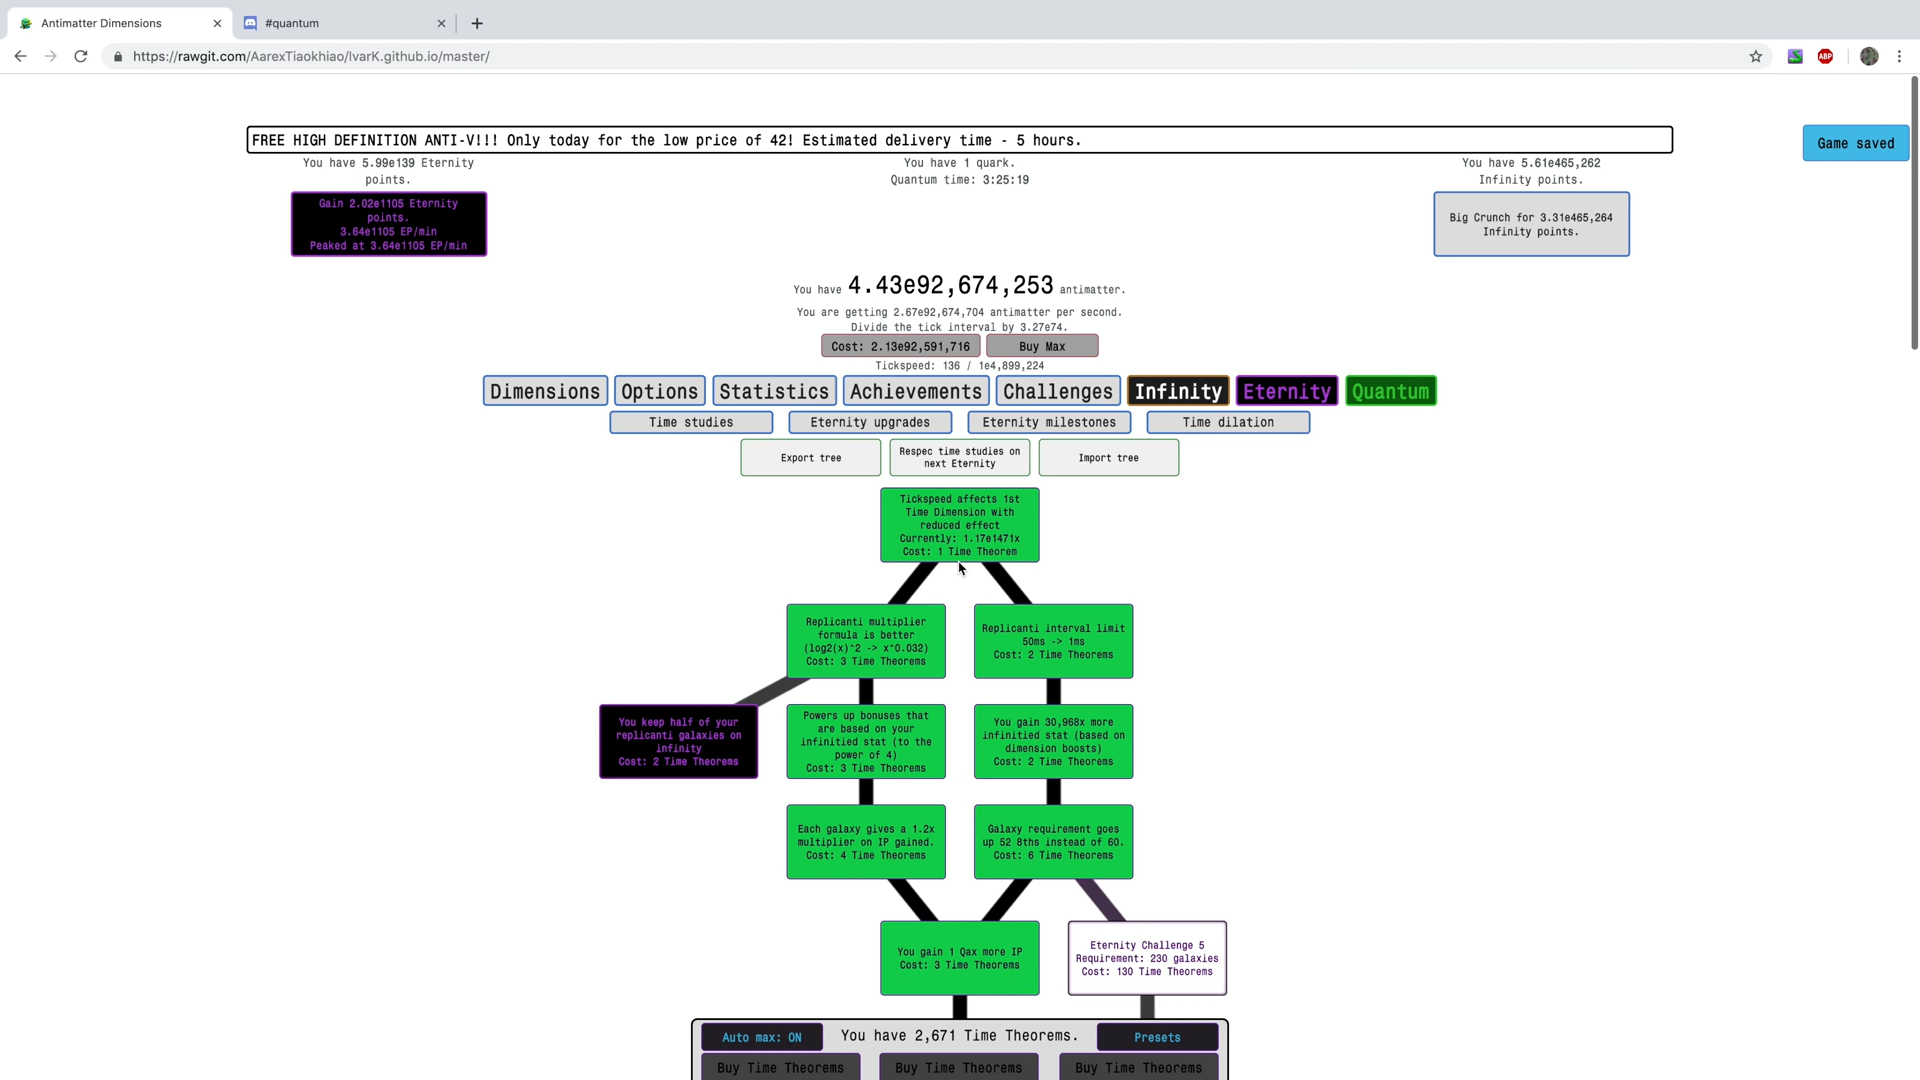 Antimatter Dimensions
#quantum
https://rawgit.com/AarexTiaokhiao/IvarK.github.io/master/
ABP
FREE HIGH DEFINITION ANTI-V!!! Only today for the low price of 42! Estimated delivery time - 5 hours.
Game saved
You have 5.99e139 Eternity
points.
Gain 2.02e1105 Eternity
points.
3.64e1105 EP/min
Peaked at 3.64e1105 EP/min
You have 1 quark.
Quantum time: 3:25:19
You have 5.61e465,262
Infinity points.
Big Crunch for 3.31e465,264
Infinity points.
You have 4.43e92,674,253 antimatter.
You are getting 2.67e92,674,704 antimatter per second.
Divide the tick interval by 3.27e74.
Cost: 2.13e92,591,716
Buy Max
Tickspeed: 136 / 1e4,899,224
Dimensions
Options
Statistics
Achievements
Challenges
Infinity
Eternity
Quantum
Time studies
Eternity upgrades
Eternity milestones
Time dilation
Export tree
Respec time studies on
next Eternity
Import tree
Tickspeed affects 1st
Time Dimension with
reduced effect
Currently: 1.17e1471x
Cost: 1 Time Theorem
Replicanti multiplier
formula is better
(log2(x)^2 -> x^0.032)
Cost: 3 Time Theorems
Replicanti interval limit
50ms -> 1ms
Cost: 2 Time Theorems
You keep half of your
replicanti galaxies on
infinity
Cost: 2 Time Theorems
Powers up bonuses that
are based on your
infinitied stat (to the
power of 4)
Cost: 3 Time Theorems
You gain 30,968x more
infinitied stat (based on
dimension boosts)
Cost: 2 Time Theorems
Each galaxy gives a 1.2x
multiplier on IP gained.
Cost: 4 Time Theorems
Galaxy requirement goes
up 52 8ths instead of 60.
Cost: 6 Time Theorems
You gain 1 Qax more IP
Cost: 3 Time Theorems
Eternity Challenge 5
Requirement: 230 galaxies
Cost: 130 Time Theorems
Auto max: ON
You have 2,671 Time Theorems.
Presets
Buy Time Theorems
Buy Time Theorems
Buy Time Theorems